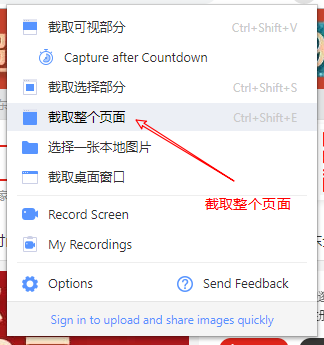 截取可视部分 Ctrl+Shift+V
Capture after Countdown
截取选择部分 Ctrl+Shift+S
截取整个页面 Ctrl+Shift+E
选择一张本地图片
截取桌面窗口
截取整个页面
Record Screen
My Recordings
Options Send Feedback
Sign in to upload and share images quickly